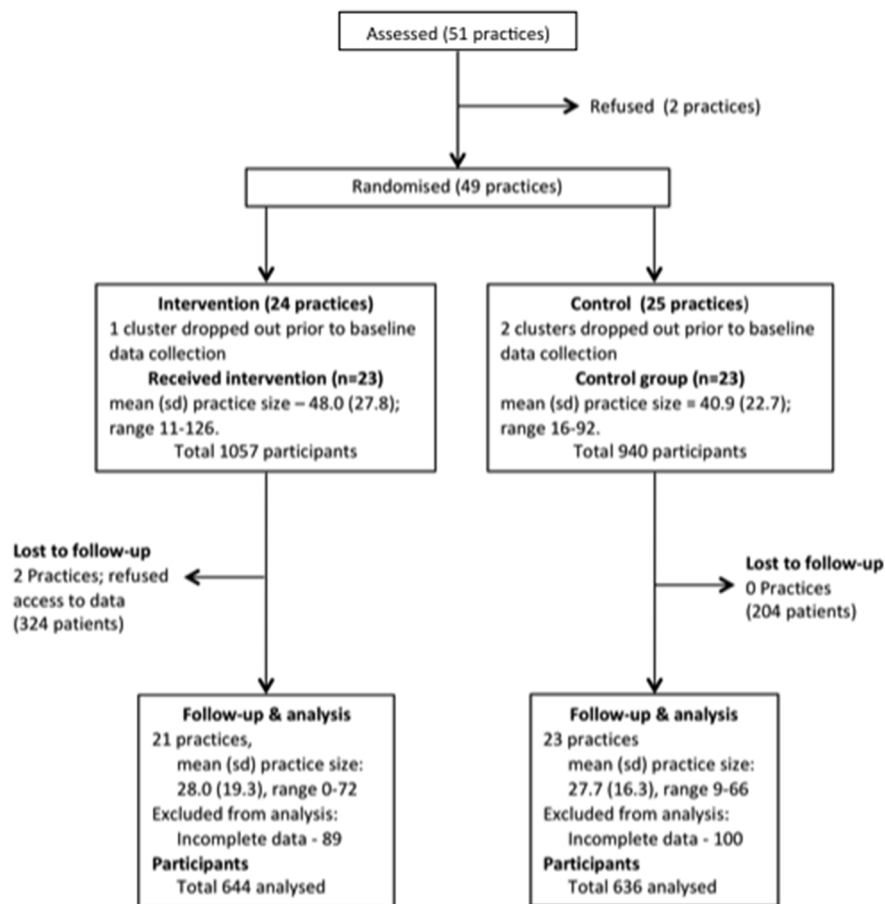 Assessed (51 practices)
Refused (2 practices)
Randomised (49 practices)
Intervention (24 practices)
1 cluster dropped out prior to baseline
data collection
Received intervention (n=23)
mean (sd) practice size – 48.0 (27.8);
range 11-126.
Total 1057 participants
Control (25 practices)
2 clusters dropped out prior to baseline
data collection
Control group (n=23)
mean (sd) practice size = 40.9 (22.7);
range 16-92.
Total 940 participants
Lost to follow-up
2 Practices; refused
access to data
(324 patients)
Lost to follow-up
0 Practices
(204 patients)
Follow-up & analysis
21 practices,
mean (sd) practice size:
28.0 (19.3), range 0-72
Excluded from analysis:
Incomplete data - 89
Participants
Total 644 analysed
Follow-up & analysis
23 practices
mean (sd) practice size:
27.7 (16.3), range 9-66
Excluded from analysis:
Incomplete data - 100
Participants
Total 636 analysed